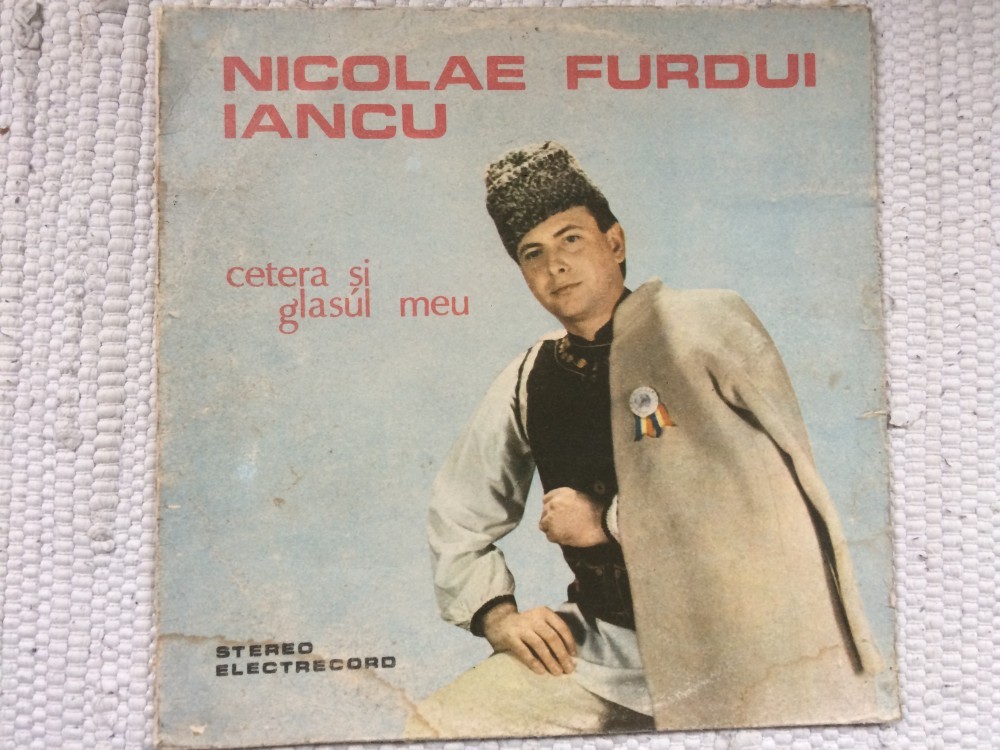 NICOLAE FURDUI
IANCU
cetera și
glasúl meu
STEREO
ELECTRECORD